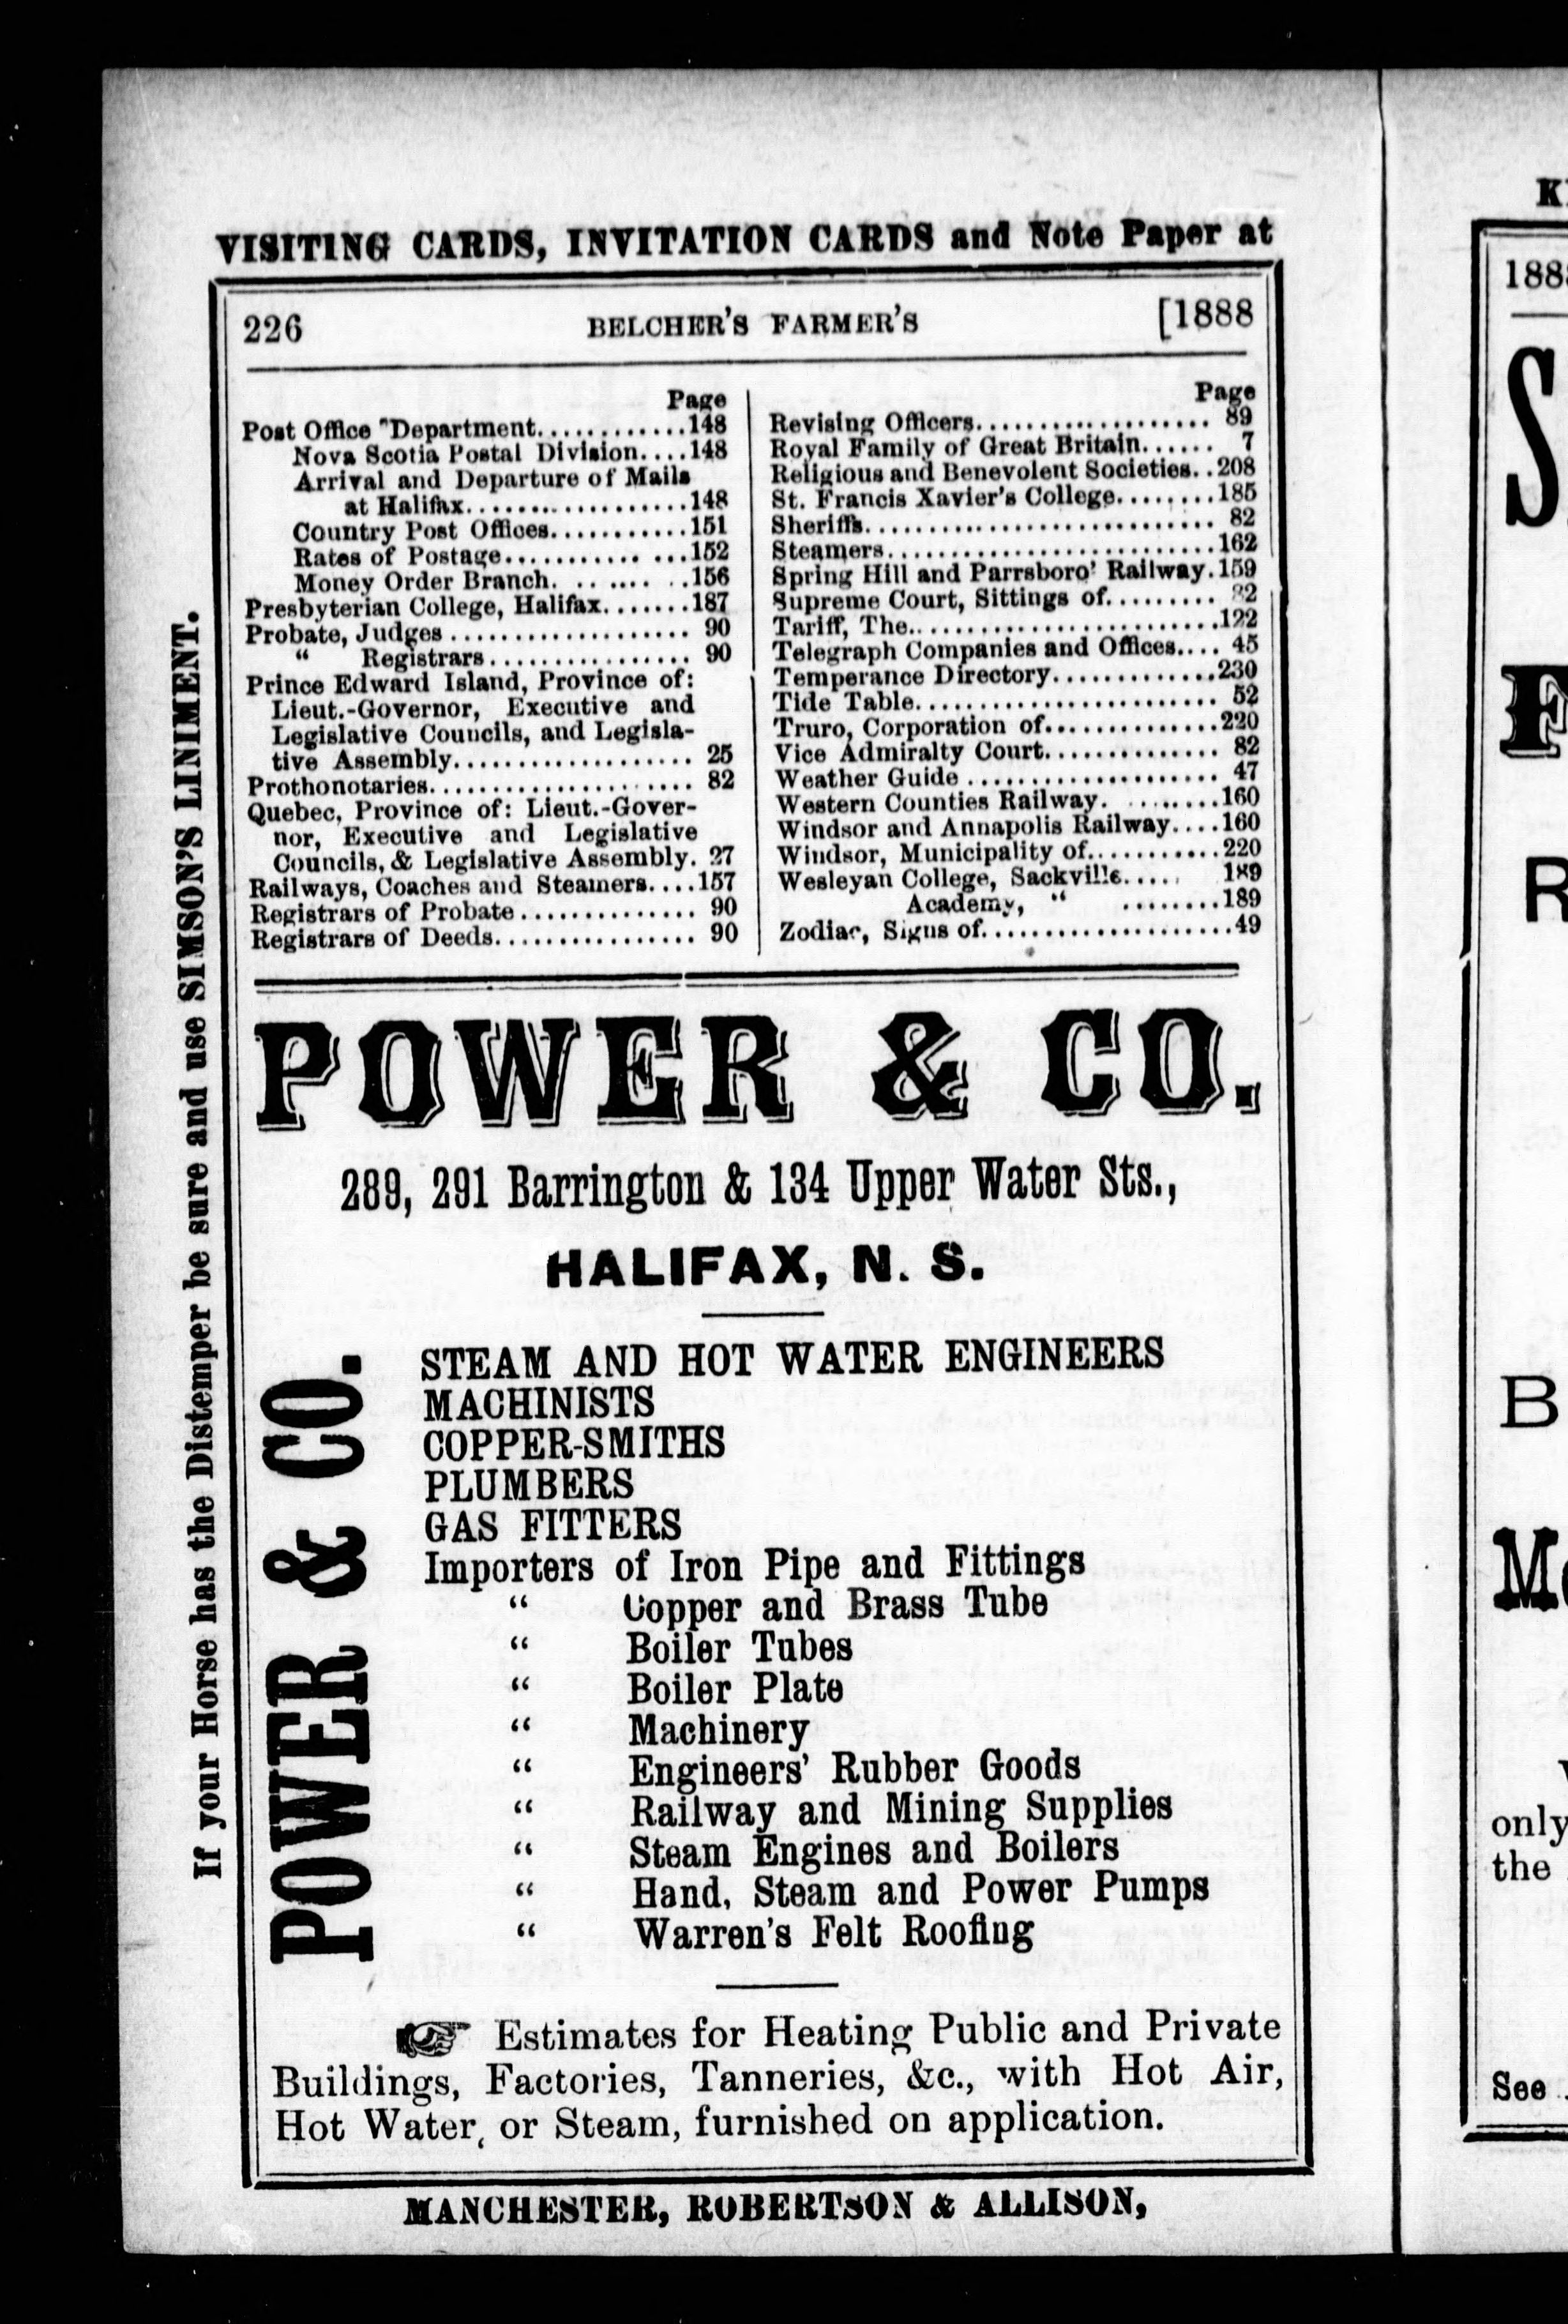 VISITING CARDS, INVITATION CARDS and Note Paper at
226 BELCHER'S FARMER'S [1888
Page
Post Office "Department............148
Nova Scotia Postal Division....148
Arrival and Departure of Mails
at Halifax..................148
Country Post Offices...........151
Rates of Postage..............152
Money Order Branch..........156
Presbyterian College, Halifax.......187
Probate, Judges................... 90
“ Registrars................ 90
Prince Edward Island, Province of:
Lieut.-Governor, Executive and
Legislative Councils, and Legisla-
tive Assembly................... 25
Prothonotaries..................... 82
Quebec, Province of: Lieut.-Gover-
nor, Executive and Legislative
Councils, & Legislative Assembly. 27
Railways, Coaches and Steamers....157
Registrars of Probate.............. 90
Registrars of Deeds................ 90
Page
Revising Officers................... 89
Royal Family of Great Britain...... 7
Religious and Benevolent Societies..208
St. Francis Xavier's College........185
Sheriffs............................ 82
Steamers..........................162
Spring Hill and Parrsboro' Railway.159
Supreme Court, Sittings of.........
Tariff, The.........................122
Telegraph Companies and Offices.... 45
Temperance Directory.............230
Tide Table........................ 52
Truro, Corporation of..............220
Vice Admiralty Court.............. 82
Weather Guide.................... 47
Western Counties Railway.........160
Windsor and Annapolis Railway....160
Windsor, Municipality of...........220
Wesleyan College, Sackville..... 189
Academy, “ ........189
Zodiac, Signs of....................49
POWER & CO.
289, 291 Barrington & 134 Upper Water Sts.,
HALIFAX, N. S.
STEAM AND HOT WATER ENGINEERS
MACHINISTS
COPPER-SMITHS
PLUMBERS
GAS FITTERS
Importers of Iron Pipe and Fittings
“ Copper and Brass Tube
“ Boiler Tubes
“ Boiler Plate
“ Machinery
“ Engineers' Rubber Goods
“ Railway and Mining Supplies
“ Steam Engines and Boilers
“ Hand, Steam and Power Pumps
“ Warren's Felt Roofing
POWER & CO.
☞ Estimates for Heating Public and Private
Buildings, Factories, Tanneries, &c., with Hot Air,
Hot Water, or Steam, furnished on application.
MANCHESTER, ROBERTSON & ALLISON,
If your Horse has the Distemper be sure and use SIMSON'S LINIMENT.
only
the
See